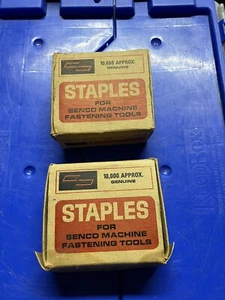 10,000 APPROX.
GENUINE
STAPLES
FOR
SENCO MACHINE
FASTENING TOOLS
10,000 APPROX.
GENUINE
STAPLES
FOR
SENCO MACHINE
FASTENING TOOLS